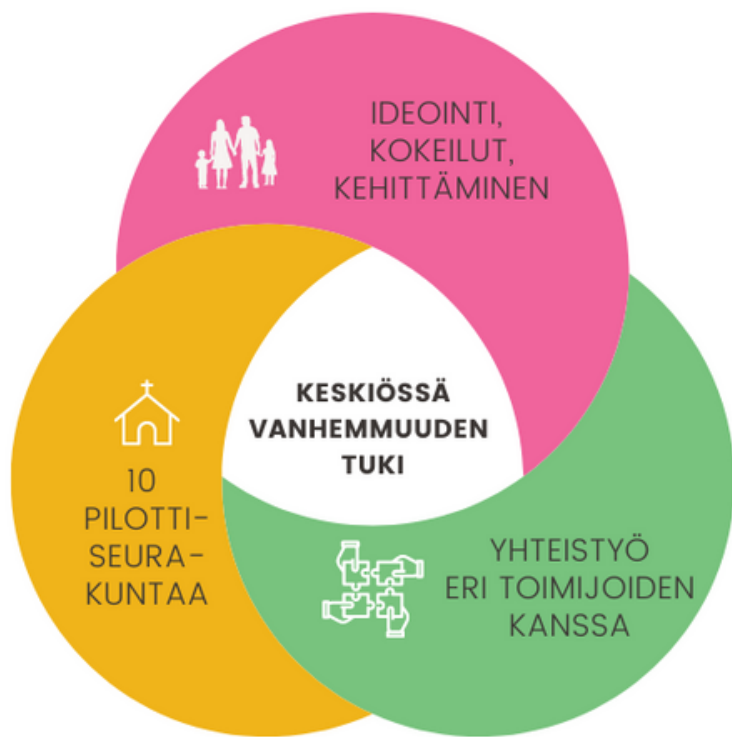 IDEOINTI,
KOKEILUT,
KEHITTÄMINEN
KESKIÖSSÄ
VANHEMMUUDEN
TUKI
10
PILOTTI-
SEURA-
KUNTAA
YHTEISTYÖ
ERI TOIMIJOIDEN
KANSSA